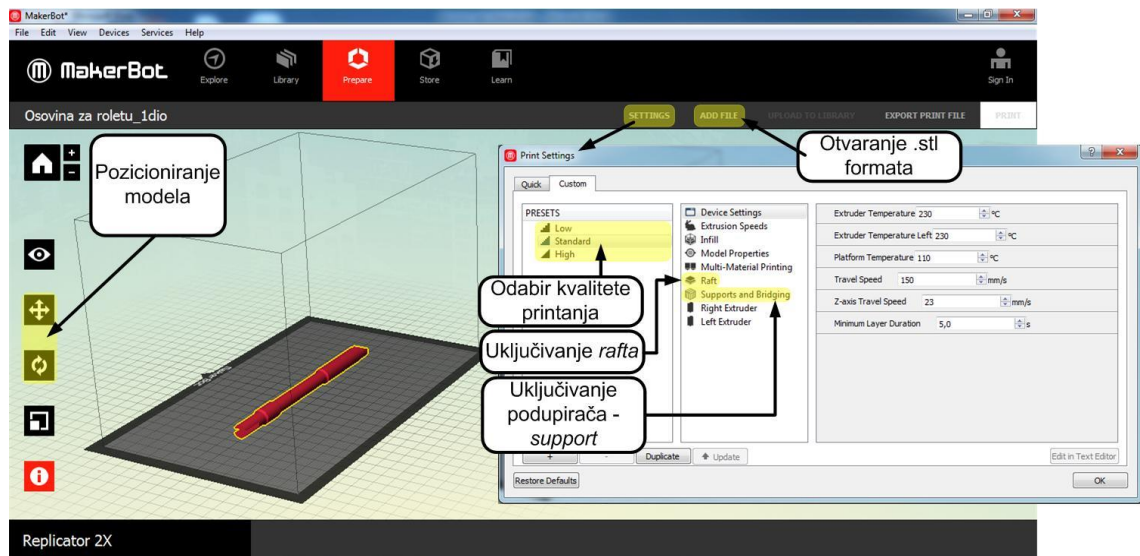 MakerBot*
File Edit View Devices Services Help
MakerBot
Explore
Library
Prepare
Store
Learn
Sign In
Osovina za roletu_1dio
SETTINGS
ADD FILE
UPLOAD TO LIBRARY
EXPORT PRINT FILE
PRINT
Pozicioniranje
modela
+
-
Otvaranje .stl
formata
Print Settings
Quick
Custom
PRESETS
Low
Standard
High
Odabir kvalitete
printanja
Uključivanje rafta
Uključivanje
podupirača -
support
Device Settings
Extrusion Speeds
Infill
Model Properties
Multi-Material Printing
Raft
Supports and Bridging
Right Extruder
Left Extruder
Extruder Temperature 230 °C
Extruder Temperature Left 230 °C
Platform Temperature 110 °C
Travel Speed 150 mm/s
Z-axis Travel Speed 23 mm/s
Minimum Layer Duration 5,0 s
+
-
Duplicate
Update
Edit in Text Editor
Restore Defaults
OK
Replicator 2X